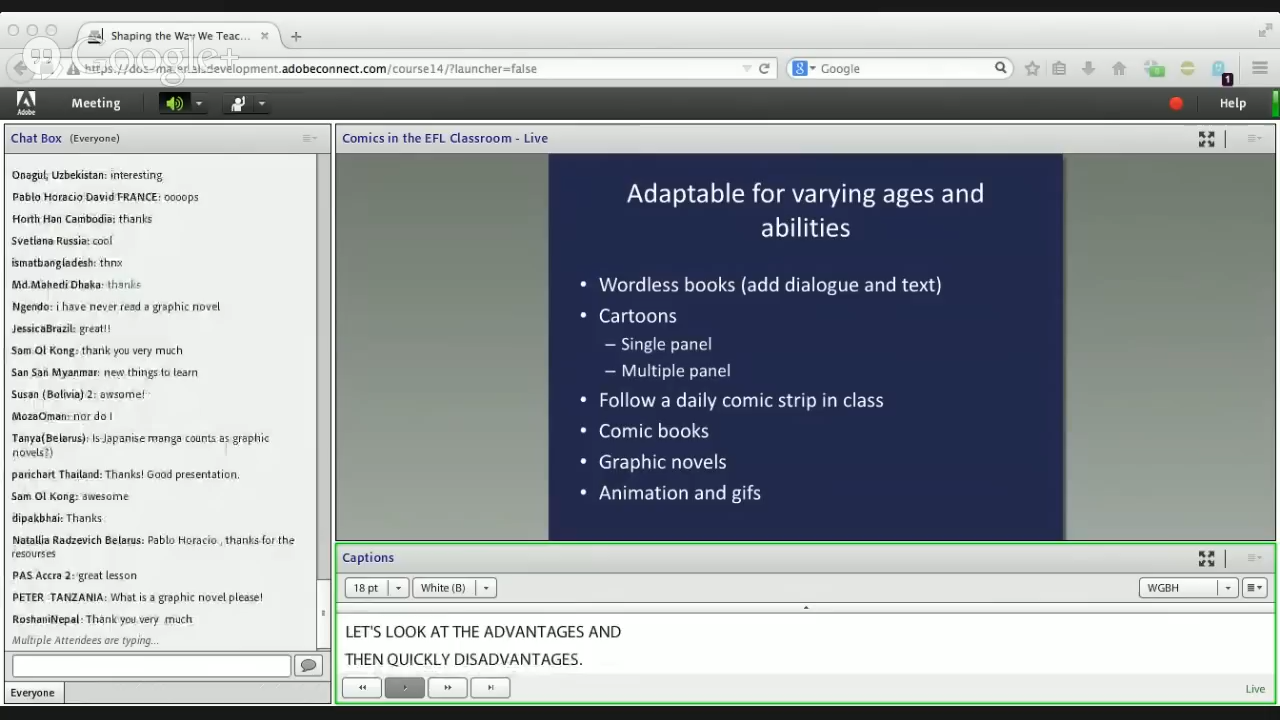 Shaping the Way We Teac...
Google+
adobeconnect.com/course14/?launcher=false
Google
1
Adobe
Meeting
Help
Chat Box (Everyone)
Comics in the EFL Classroom - Live
Onagul, Uzbekistan: interesting
Pablo Horacio David FRANCE: oooops
Horth Han Cambodia: thanks
Svetlana Russia: cool
ismatbangladesh: thnx
Md.Mahedi Dhaka: thanks
Ngendo: i have never read a graphic novel
JessicaBrazil: great!!
Sam Ol Kong: thank you very much
San San Myanmar: new things to learn
Susan (Bolivia) 2: awsome!
MozaOman: nor do I
Tanya(Belarus): Is Japanise manga counts as graphic
novels?)
parichart Thailand: Thanks! Good presentation.
Sam Ol Kong: awesome
dipakbhai: Thanks
Natallia Radzevich Belarus: Pablo Horacio , thanks for the
resourses
PAS Accra 2: great lesson
PETER TANZANIA: What is a graphic novel please!
RoshaniNepal: Thank you very much
Multiple Attendees are typing...
Everyone
Adaptable for varying ages and
abilities
• Wordless books (add dialogue and text)
• Cartoons
– Single panel
– Multiple panel
• Follow a daily comic strip in class
• Comic books
• Graphic novels
• Animation and gifs
Captions
18 pt
White (B)
WGBH
LET'S LOOK AT THE ADVANTAGES AND
THEN QUICKLY DISADVANTAGES.
Live